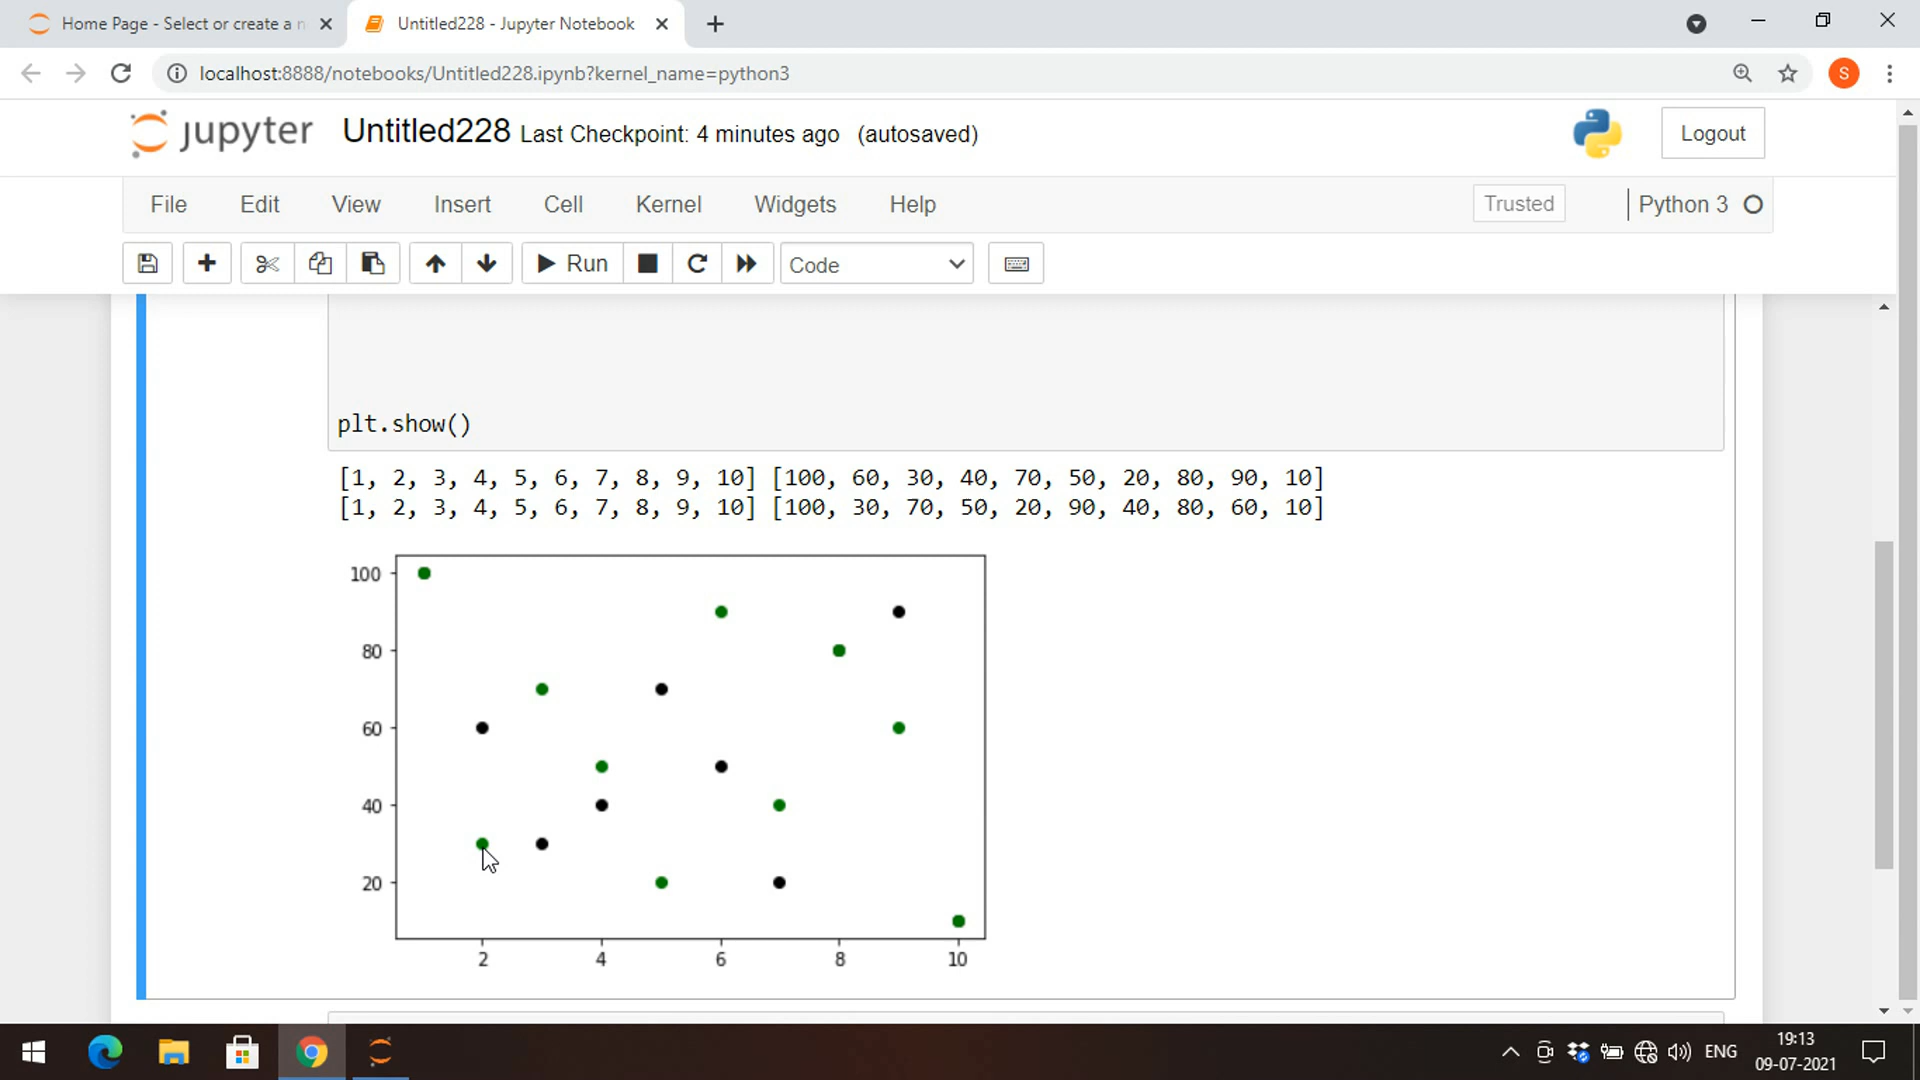 Home Page - Select or create a n
Untitled228 - Jupyter Notebook
localhost:8888/notebooks/Untitled228.ipynb?kernel_name=python3
S
jupyter Untitled228 Last Checkpoint: 4 minutes ago (autosaved)
Logout
File Edit View Insert Cell Kernel Widgets Help
Trusted
Python 3
Run
Code
plt.show()
[1, 2, 3, 4, 5, 6, 7, 8, 9, 10] [100, 60, 30, 40, 70, 50, 20, 80, 90, 10]
[1, 2, 3, 4, 5, 6, 7, 8, 9, 10] [100, 30, 70, 50, 20, 90, 40, 80, 60, 10]
100
80
60
40
20
2 4 6 8 10
ENG
19:13
09-07-2021